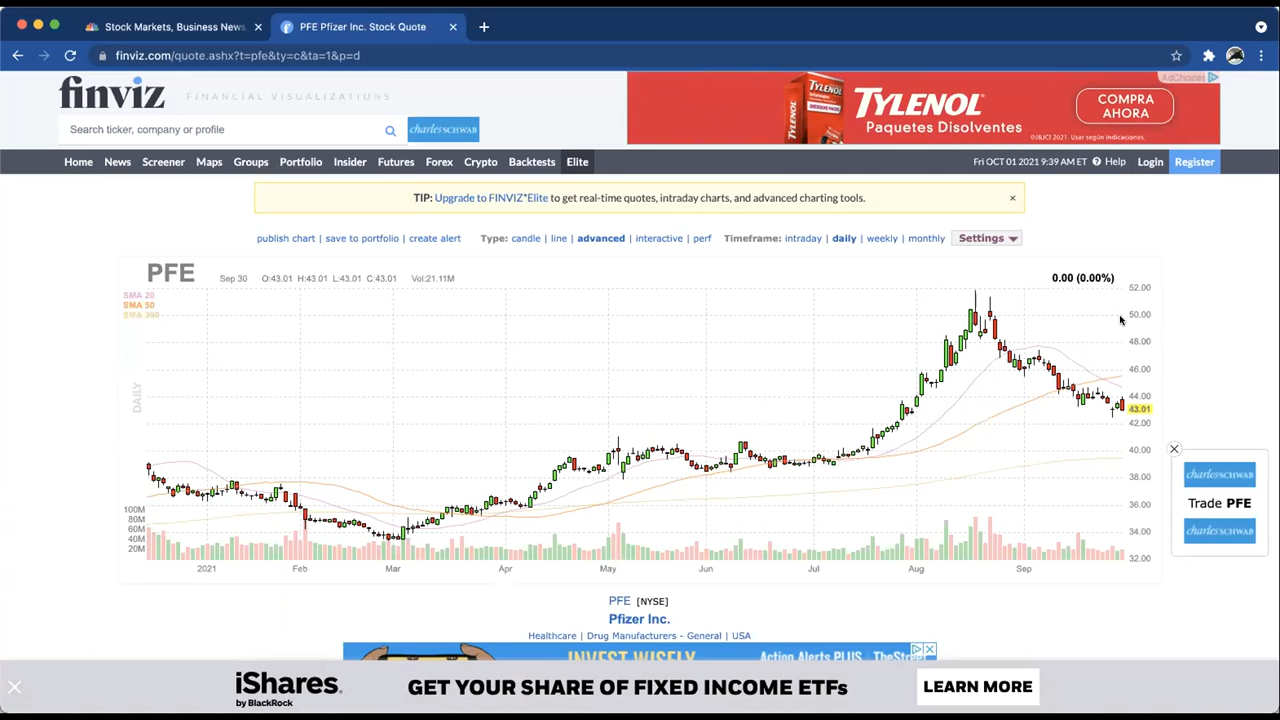 Stock Markets, Business News, PFE Pfizer Inc. Stock Quote
finviz.com/quote.ashx?t=pfe&ty=c&ta=1&p=d
finviz FINANCIAL VISUALIZATIONS
AdChoices
TYLENOL
TYLENOL
Paquetes Disolventes
COMPRA
AHORA
©J&JCI 2021. Usar según indicaciones.
Search ticker, company or profile
charles SCHWAB
Home News Screener Maps Groups Portfolio Insider Futures Forex Crypto Backtests Elite
Fri OCT 01 2021 9:39 AM ET Help Login Register
TIP: Upgrade to FINVIZ*Elite to get real-time quotes, intraday charts, and advanced charting tools. ×
publish chart | save to portfolio | create alert Type: candle | line | advanced | interactive | perf Timeframe: intraday | daily | weekly | monthly Settings
PFE Sep 30 O:43.01 H:43.01 L:43.01 C:43.01 Vol:21.11M 0.00 (0.00%)
SMA 20
SMA 50
SMA 200
DAILY
52.00
50.00
48.00
46.00
44.00
43.01
42.00
40.00
38.00
36.00
34.00
32.00
100M
80M
60M
40M
20M
2021 Feb Mar Apr May Jun Jul Aug Sep
charles SCHWAB
Trade PFE
charles SCHWAB
PFE [NYSE]
Pfizer Inc.
Healthcare | Drug Manufacturers - General | USA
INVEST WISELY Action Alerts PLUS
iShares.
by BlackRock
GET YOUR SHARE OF FIXED INCOME ETFs
LEARN MORE